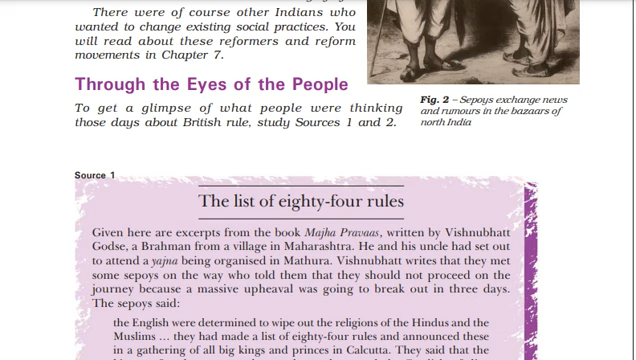 There were of course other Indians who
wanted to change existing social practices. You
will read about these reformers and reform
movements in Chapter 7.
Through the Eyes of the People
To get a glimpse of what people were thinking
those days about British rule, study Sources 1 and 2.
Fig. 2 – Sepoys exchange news
and rumours in the bazaars of
north India
Source 1
The list of eighty-four rules
Given here are excerpts from the book Majha Pravaas, written by Vishnubhatt
Godse, a Brahman from a village in Maharashtra. He and his uncle had set out
to attend a yajna being organised in Mathura. Vishnubhatt writes that they met
some sepoys on the way who told them that they should not proceed on the
journey because a massive upheaval was going to break out in three days.
The sepoys said:
the English were determined to wipe out the religions of the Hindus and the
Muslims … they had made a list of eighty-four rules and announced these
in a gathering of all big kings and princes in Calcutta. They said that the